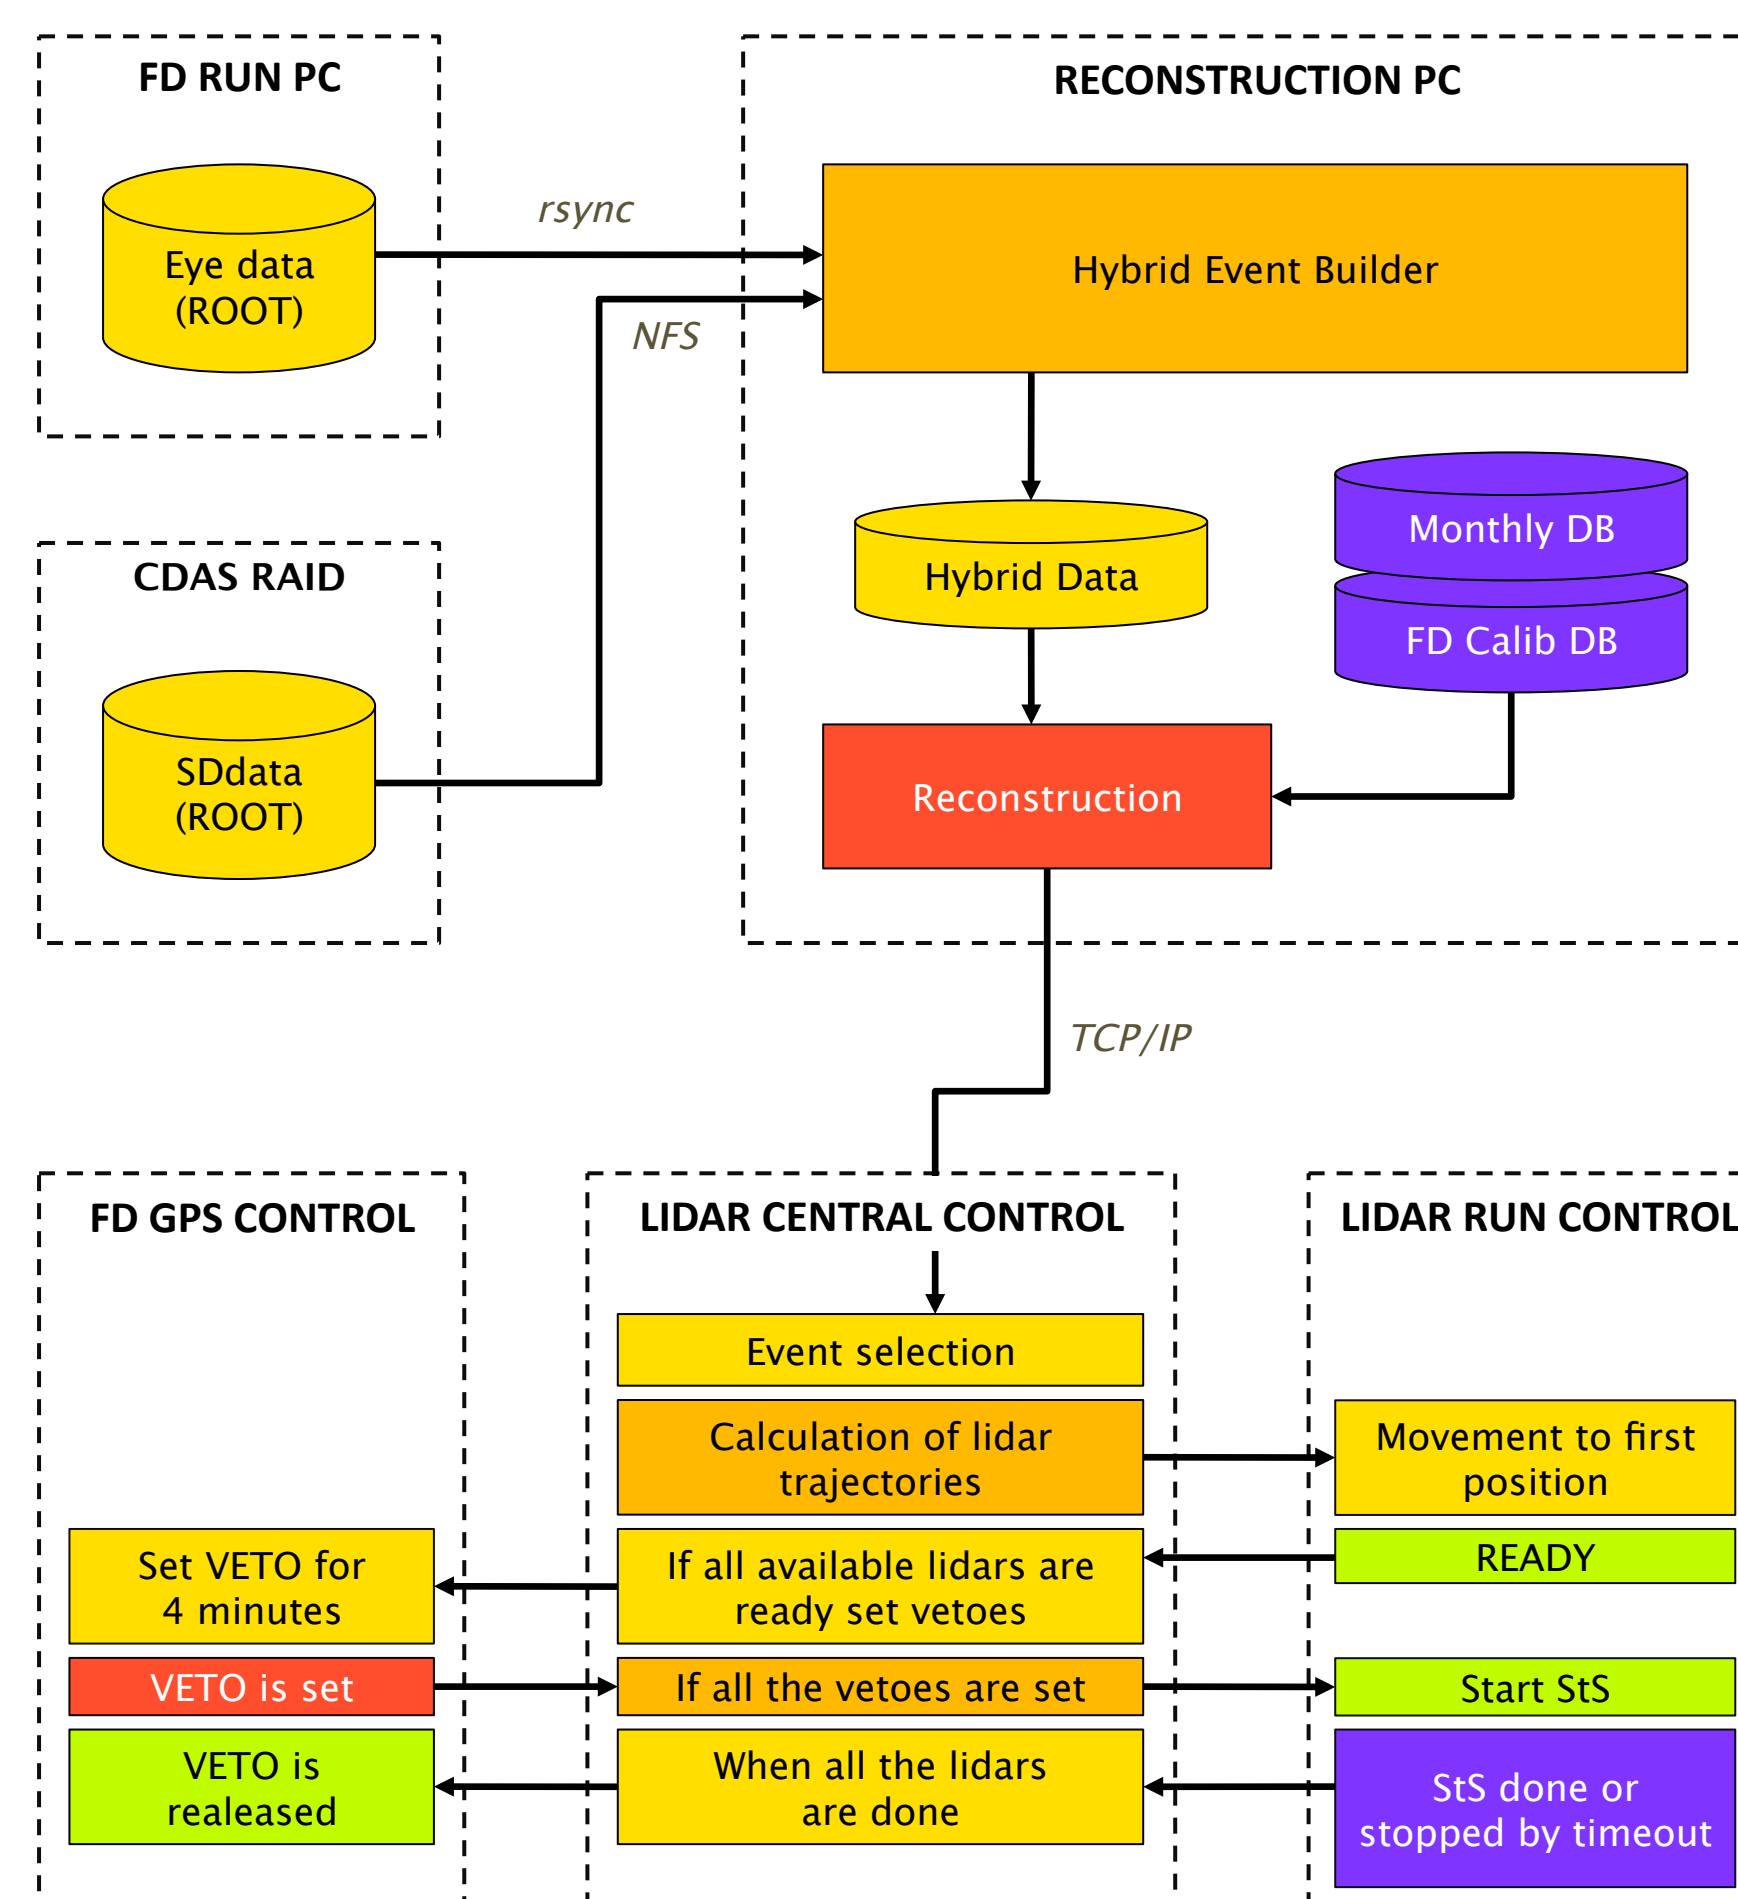 FD RUN PC
Eye data
(ROOT)
rsync
NFS
CDAS RAID
SDdata
(ROOT)
RECONSTRUCTION PC
Hybrid Event Builder
Hybrid Data
Monthly DB
FD Calib DB
Reconstruction
TCP/IP
FD GPS CONTROL
Set VETO for
4 minutes
VETO is set
VETO is
realeased
LIDAR CENTRAL CONTROL
Event selection
Calculation of lidar
trajectories
If all available lidars are
ready set vetoes
If all the vetoes are set
When all the lidars
are done
LIDAR RUN CONTROL
Movement to first
position
READY
Start StS
StS done or
stopped by timeout